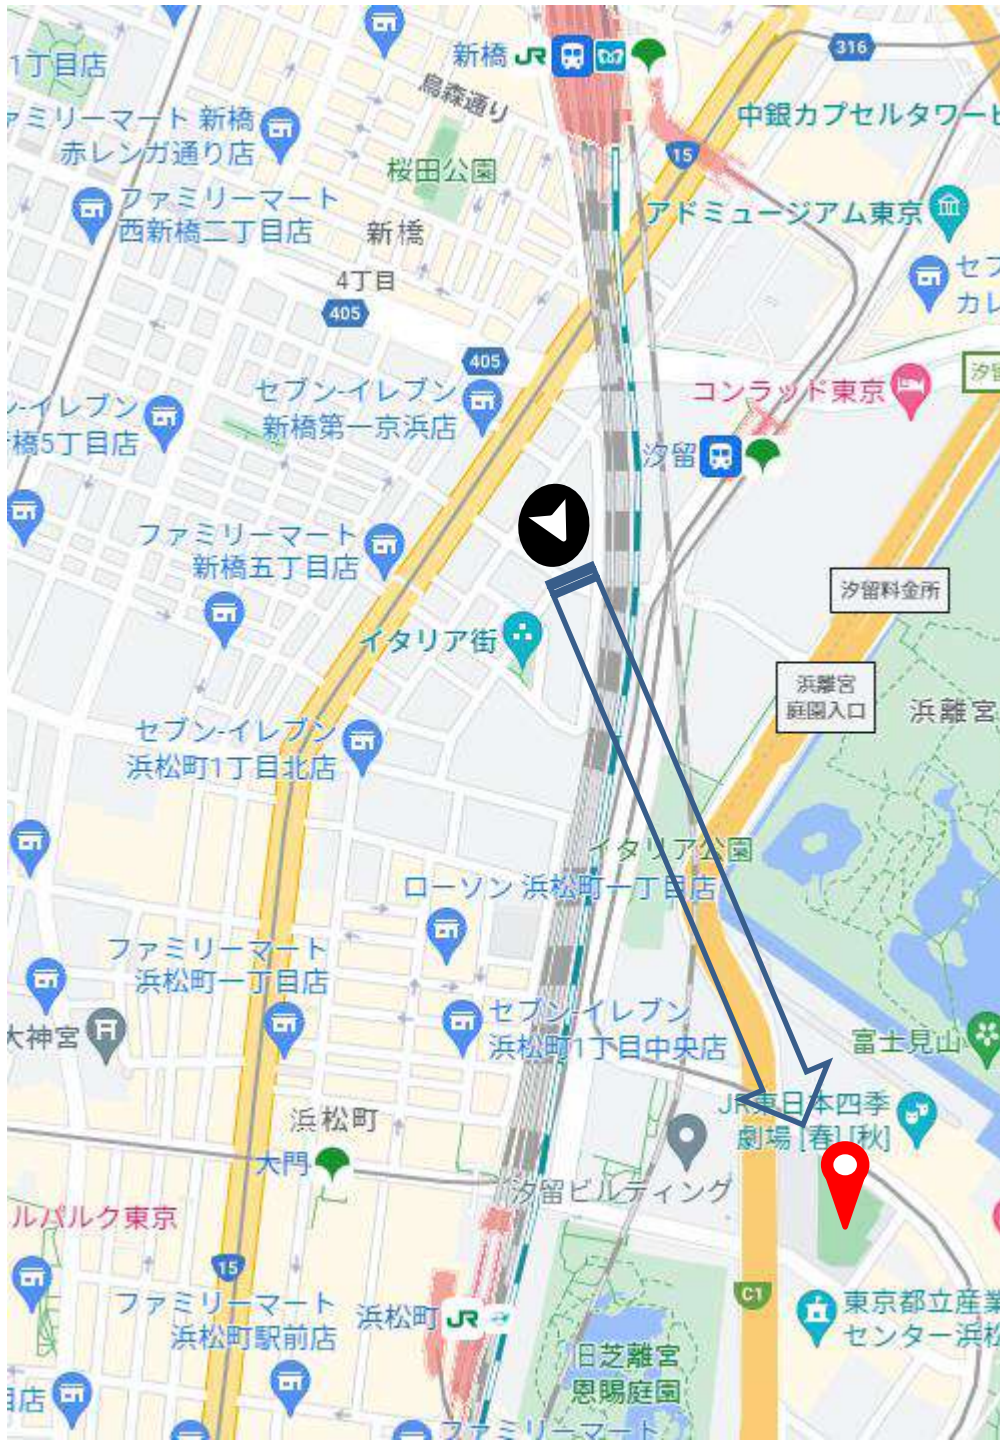 新橋 JR
316
1丁目店
烏森通り
ファミリーマート 新橋
赤レンガ通り店
中銀カプセルタワービ
15
桜田公園
ファミリーマート
西新橋二丁目店
アドミュージアム東京
新橋
4丁目
セブ
カレ
405
405
汐留
セブン-イレブン
新橋第一京浜店
コンラッド東京
ン-イレブン
橋5丁目店
汐留
ファミリーマート
新橋五丁目店
汐留料金所
イタリア街
浜離宮
庭園入口
浜離宮
セブン-イレブン
浜松町1丁目北店
イタリア公園
ローソン 浜松町一丁目店
ファミリーマート
浜松町一丁目店
セブン-イレブン
浜松町1丁目中央店
大神宮
富士見山
JR東日本四季
劇場 [春] [秋]
浜松町
大門
汐留ビルディング
ルパルク東京
15
C1
ファミリーマート
浜松町駅前店
浜松町 JR
東京都立産業
センター浜松
旧芝離宮
恩賜庭園
店
ファミリーマート